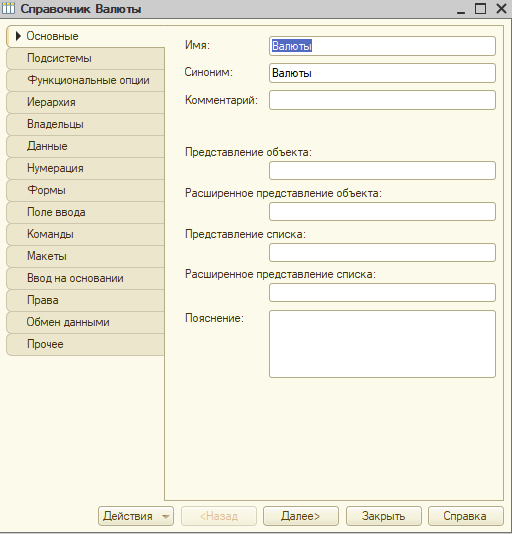 Справочник Валюты
Основные
Подсистемы
Функциональные опции
Иерархия
Владельцы
Данные
Нумерация
Формы
Поле ввода
Команды
Макеты
Ввод на основании
Права
Обмен данными
Прочее
Имя: Валюты
Синоним: Валюты
Комментарий:
Представление объекта:
Расширенное представление объекта:
Представление списка:
Расширенное представление списка:
Пояснение:
Действия <Назад Далее> Закрыть Справка